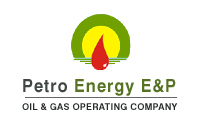 Petro Energy E&P
OIL & GAS OPERATING COMPANY